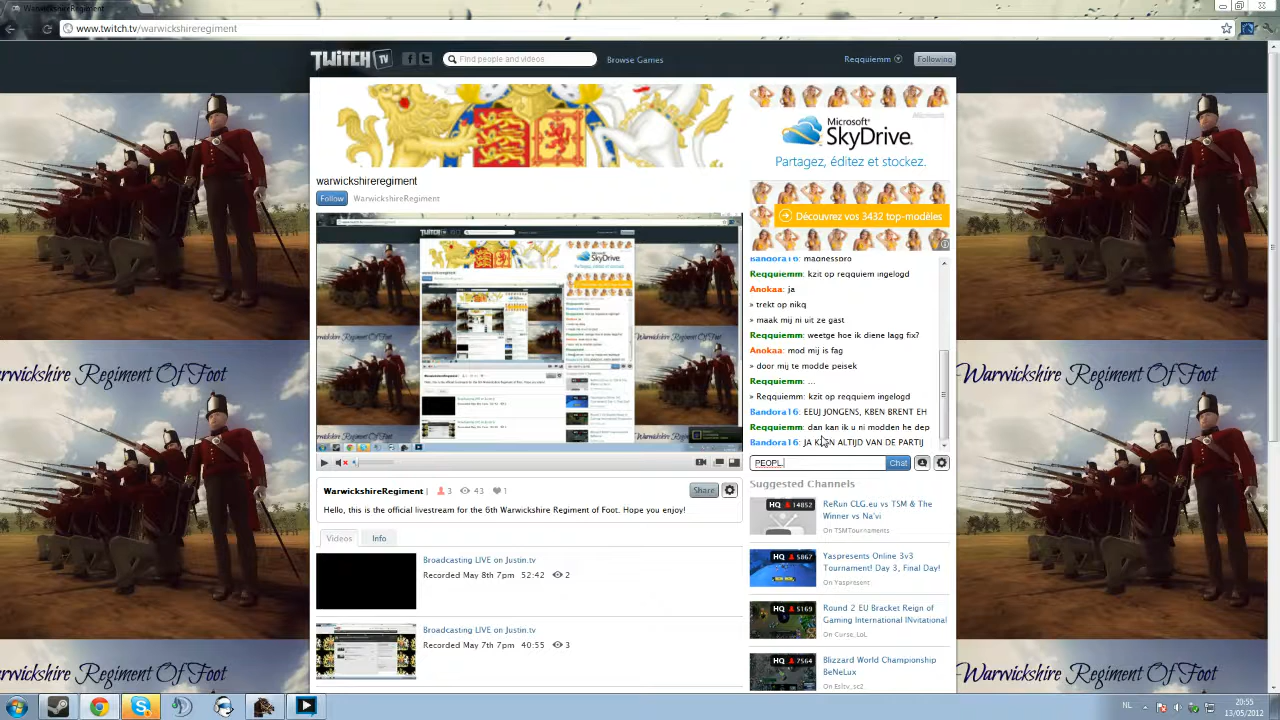 WarwickshireRegiment
www.twitch.tv/warwickshireregiment
TWITCH TV
Find people and videos
Browse Games
Reqquiemm
Following
Microsoft
SkyDrive
Partagez, éditez et stockez.
Découvrez vos 3432 top-modèles
warwickshireregiment
Follow
WarwickshireRegiment
Bandora16: maonessoro
Reqquiemm: kzit op reqquiem ingelogd
Anokaa: ja
» trekt op nikq
» maak mij ni uit ze gast
Reqquiemm: weetge hoe ik diene lagg fix?
Anokaa: mod mij is fag
» door mij te modde peisek
Reqquiemm: ...
» Reqquiemm: kzit op reqquiem ingelogd
Bandora16: EEUJ JONGENS, KBEN BRENT EH
Reqquiemm: dan kan ik u ni modden he dep
Bandora16: JA KBEN ALTIJD VAN DE PARTIJ
PEOPL
Chat
WarwickshireRegiment | 3 43 1
Share
Hello, this is the official livestream for the 6th Warwickshire Regiment of Foot. Hope you enjoy!
Videos
Info
Broadcasting LIVE on Justin.tv
Recorded May 8th 7pm 52:42 2
Broadcasting LIVE on Justin.tv
Recorded May 7th 7pm 40:55 3
Suggested Channels
HQ 14852
ReRun CLG.eu vs TSM & The
Winner vs Na'vi
On TSMTournaments
HQ 5867
Yaspresents Online 3v3
Tournament! Day 3, Final Day!
On Yaspresent
HQ 5169
Round 2 EU Bracket Reign of
Gaming International INvitational
On Curse_LoL
HQ 7564
Blizzard World Championship
BeNeLux
On Eslty_sc2
Warwickshire Regiment Of Foot
Warwickshire Regiment Of Foot
Warwickshire Regiment Of Foot
Warwickshire Regiment Of Foot
NL
20:55
13/05/2012